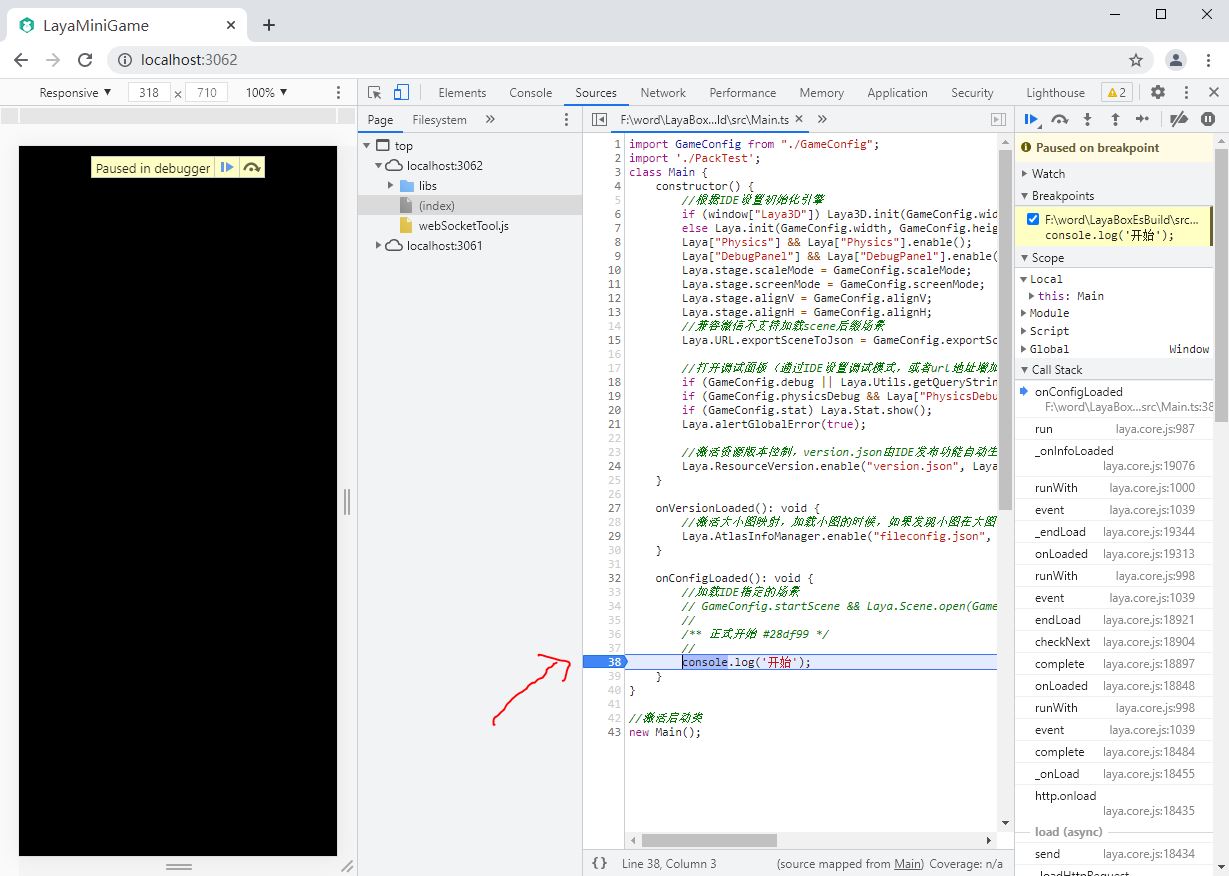 LayaMiniGame
localhost:3062
Responsive
318
×
710
100%
Elements
Console
Sources
Network
Performance
Memory
Application
Security
Lighthouse
2
Page
Filesystem
F:\word\LayaBox...ld\src\Main.ts
Paused in debugger
top
localhost:3062
libs
(index)
webSocketTool.js
localhost:3061
1 import GameConfig from "./GameConfig";
2 import './PackTest';
3 class Main {
4 constructor() {
5 //根据IDE设置初始化引擎
6 if (window["Laya3D"]) Laya3D.init(GameConfig.wid
7 else Laya.init(GameConfig.width, GameConfig.heig
8 Laya["Physics"] && Laya["Physics"].enable();
9 Laya["DebugPanel"] && Laya["DebugPanel"].enable(
10 Laya.stage.scaleMode = GameConfig.scaleMode;
11 Laya.stage.screenMode = GameConfig.screenMode;
12 Laya.stage.alignV = GameConfig.alignV;
13 Laya.stage.alignH = GameConfig.alignH;
14 //兼容微信不支持加载scene后缀场景
15 Laya.URL.exportSceneToJson = GameConfig.exportSc
16
17 //打开调试面板（通过IDE设置调试模式，或者url地址增加
18 if (GameConfig.debug || Laya.Utils.getQueryStrin
19 if (GameConfig.physicsDebug && Laya["PhysicsDebu
20 if (GameConfig.stat) Laya.Stat.show();
21 Laya.alertGlobalError(true);
22
23 //激活资源版本控制，version.json由IDE发布功能自动生
24 Laya.ResourceVersion.enable("version.json", Laya
25 }
26
27 onVersionLoaded(): void {
28 //激活大小图映射，加载小图的时候，如果发现小图在大图
29 Laya.AtlasInfoManager.enable("fileconfig.json",
30 }
31
32 onConfigLoaded(): void {
33 //加载IDE指定的场景
34 // GameConfig.startScene && Laya.Scene.open(Game
35 //
36 /** 正式开始 #28df99 */
37 //
38 console.log('开始');
39 }
40 }
41
42 //激活启动类
43 new Main();
{} Line 38, Column 3
(source mapped from Main) Coverage: n/a
Paused on breakpoint
Watch
Breakpoints
F:\word\LayaBoxEsBuild\src...
console.log('开始');
Scope
Local
this: Main
Module
Script
Global Window
Call Stack
onConfigLoaded
F:\word\LayaBox...src\Main.ts:38
run laya.core.js:987
_onInfoLoaded
laya.core.js:19076
runWith laya.core.js:1000
event laya.core.js:1039
_endLoad laya.core.js:19344
onLoaded laya.core.js:19313
runWith laya.core.js:998
event laya.core.js:1039
endLoad laya.core.js:18921
checkNext laya.core.js:18904
complete laya.core.js:18897
onLoaded laya.core.js:18848
runWith laya.core.js:998
event laya.core.js:1039
complete laya.core.js:18484
_onLoad laya.core.js:18455
http.onload
laya.core.js:18435
load (async)
send laya.core.js:18434
_loadHttpRequest